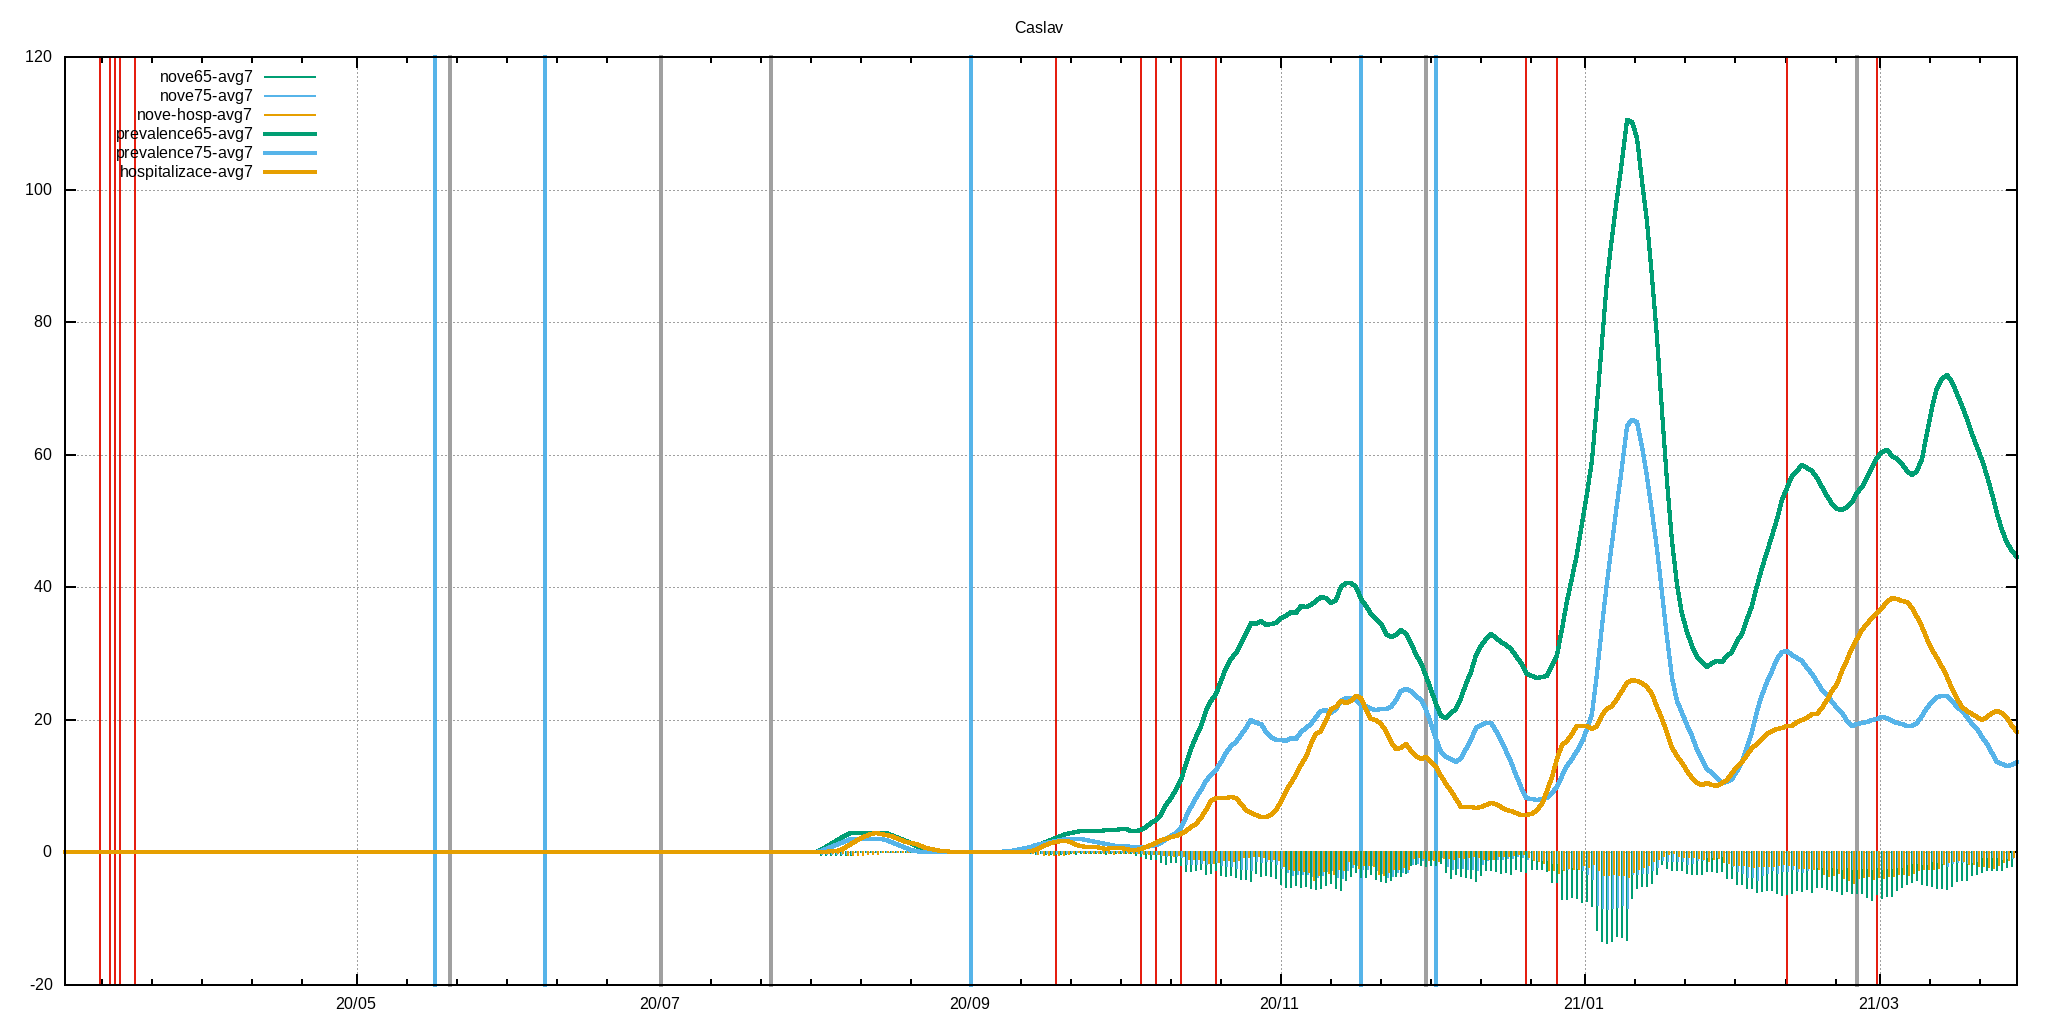 Caslav
120
nove65-avg7
nove75-avg7
nove-hosp-avg7
prevalence65-avg7
prevalence75-avg7
hospitalizace-avg7
100
80
60
40
20
0
-20
20/05 20/07 20/09 20/11 21/01 21/03